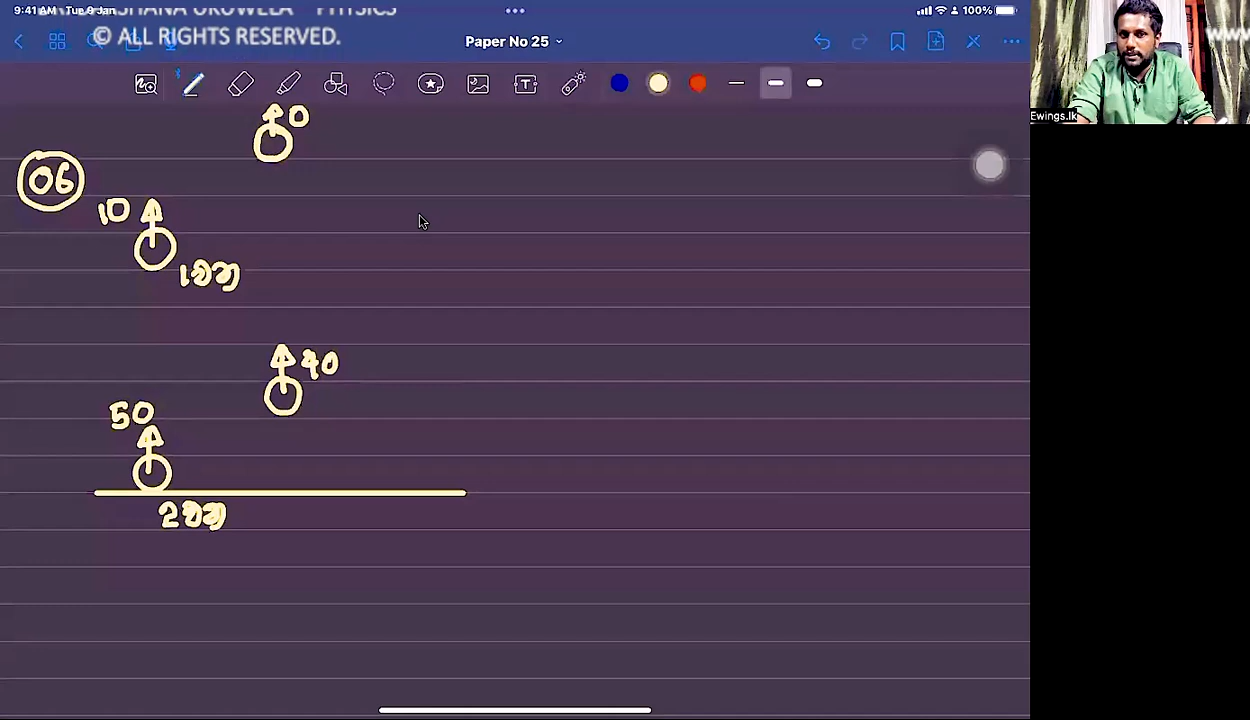 9:41 AM Tue 9 Jan
100%
© ALL RIGHTS RESERVED.
Paper No 25
Ewings.lk
0
06
10
1වන
40
50
2වන